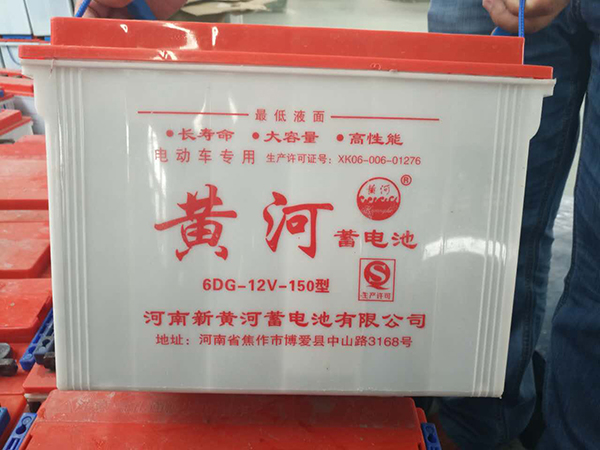 最低液面
•长寿命 •大容量 •高性能
电动车专用 生产许可证号：XK06-006-01276
黄河
黄河
®
蓄电池
6DG-12V-150型
生产许可
河南新黄河蓄电池有限公司
地址：河南省焦作市博爱县中山路3168号